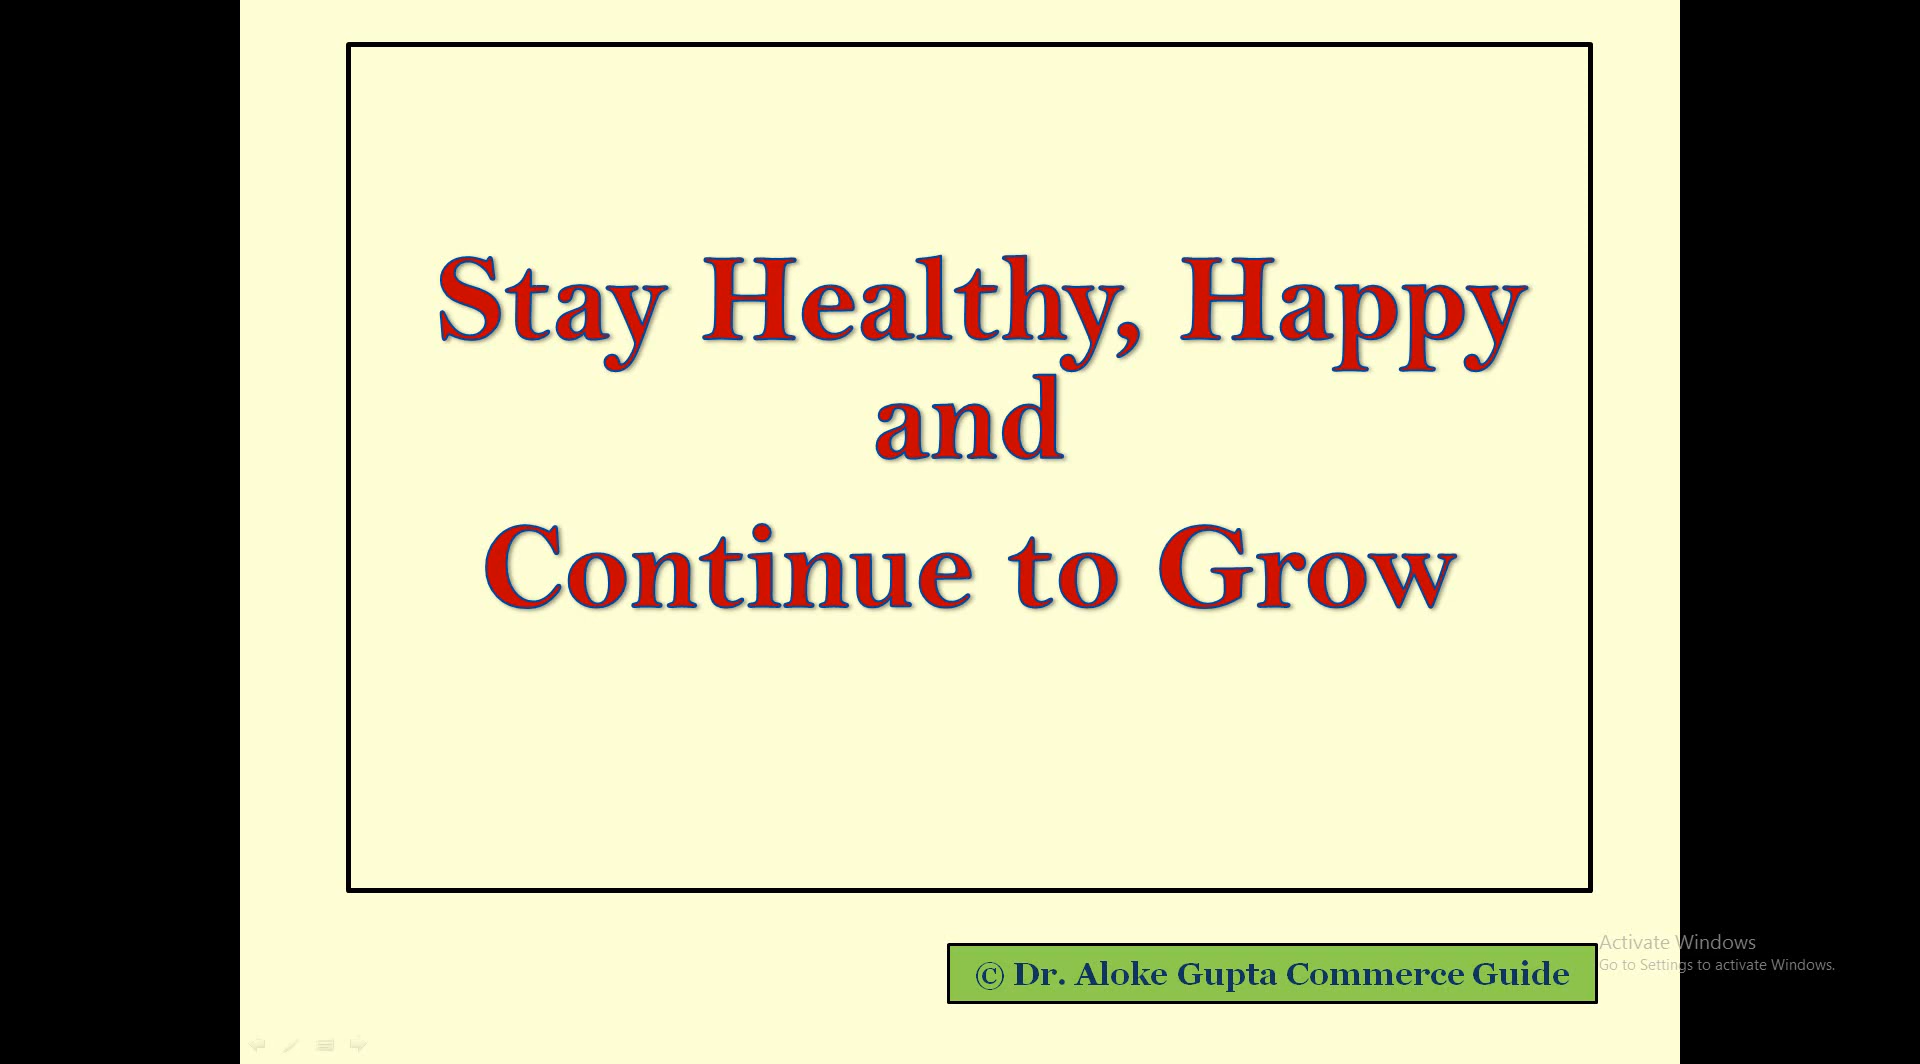 Stay Healthy, Happy
and
Continue to Grow
© Dr. Aloke Gupta Commerce Guide
Activate Windows
Go to Settings to activate Windows.